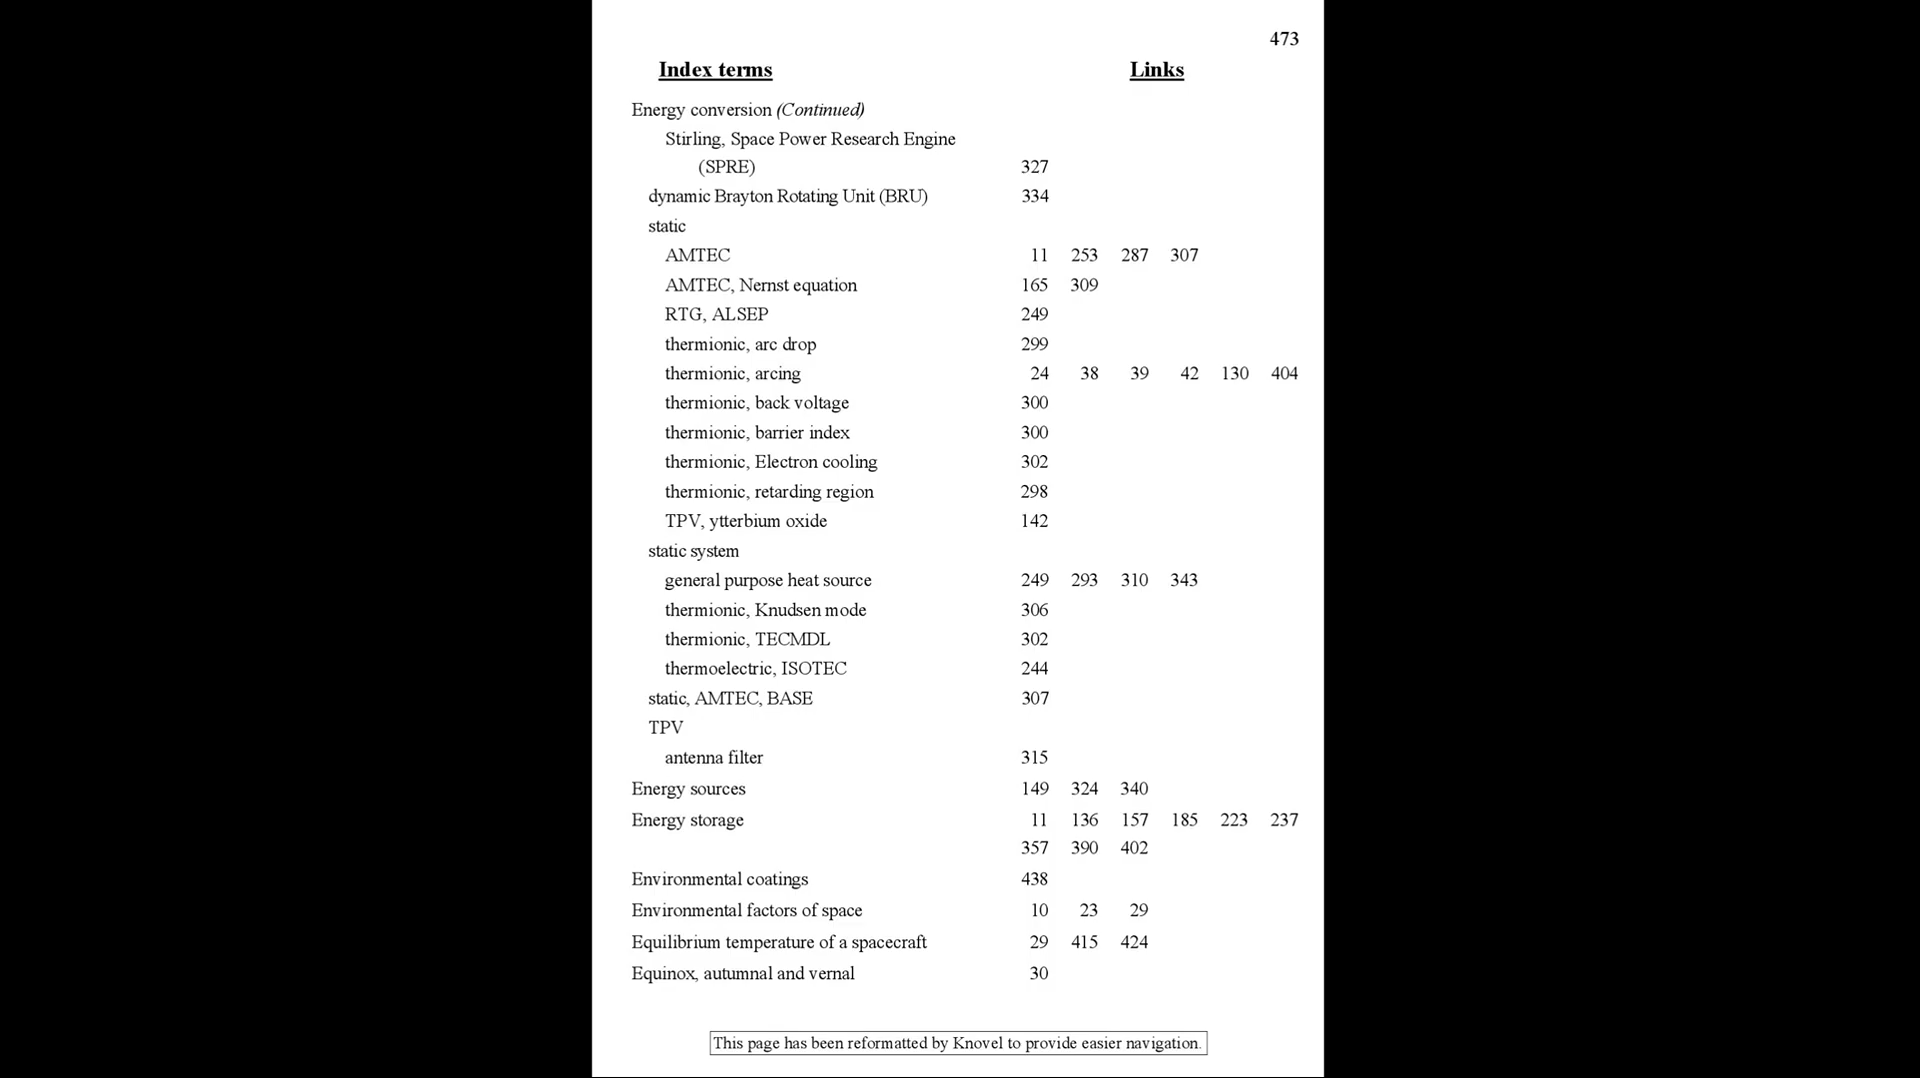 473
Index terms Links
Energy conversion (Continued)
Stirling, Space Power Research Engine
(SPRE) 327
dynamic Brayton Rotating Unit (BRU) 334
static
AMTEC 11 253 287 307
AMTEC, Nernst equation 165 309
RTG, ALSEP 249
thermionic, arc drop 299
thermionic, arcing 24 38 39 42 130 404
thermionic, back voltage 300
thermionic, barrier index 300
thermionic, Electron cooling 302
thermionic, retarding region 298
TPV, ytterbium oxide 142
static system
general purpose heat source 249 293 310 343
thermionic, Knudsen mode 306
thermionic, TECMDL 302
thermoelectric, ISOTEC 244
static, AMTEC, BASE 307
TPV
antenna filter 315
Energy sources 149 324 340
Energy storage 11 136 157 185 223 237
357 390 402
Environmental coatings 438
Environmental factors of space 10 23 29
Equilibrium temperature of a spacecraft 29 415 424
Equinox, autumnal and vernal 30
This page has been reformatted by Knovel to provide easier navigation.